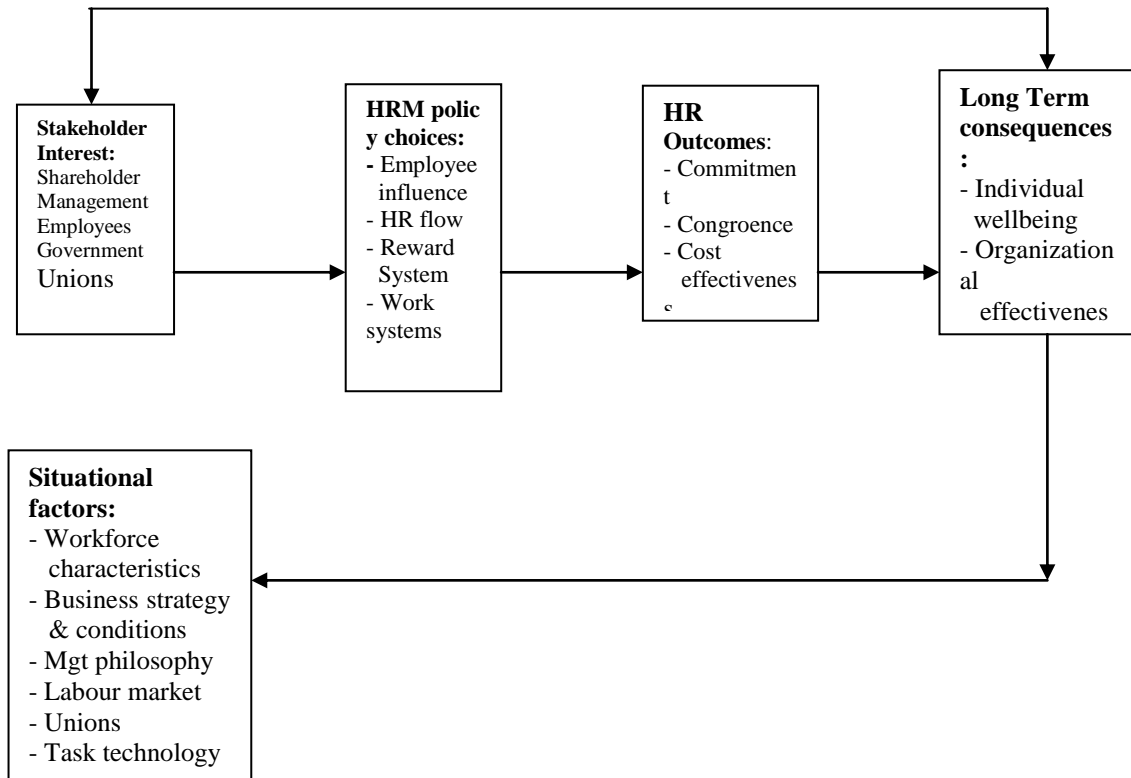 Stakeholder
Interest:
Shareholder
Management
Employees
Government
Unions
HRM polic
y choices:
- Employee
influence
- HR flow
- Reward
System
- Work
systems
HR
Outcomes:
- Commitmen
t
- Congroence
- Cost
effectivenes
s
Long Term
consequences
:
- Individual
wellbeing
- Organization
al
effectivenes
Situational
factors:
- Workforce
characteristics
- Business strategy
& conditions
- Mgt philosophy
- Labour market
- Unions
- Task technology